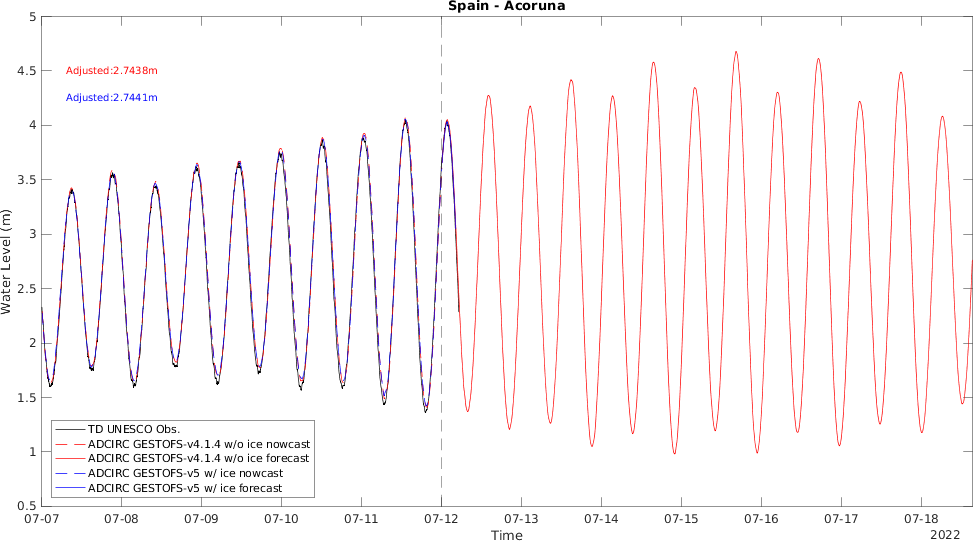 Spain - Acoruna
5
4.5
4
3.5
3
2.5
2
1.5
1
0.5
Water Level (m)
Adjusted:2.7438m
Adjusted:2.7441m
TD UNESCO Obs.
ADCIRC GESTOFS-v4.1.4 w/o ice nowcast
ADCIRC GESTOFS-v4.1.4 w/o ice forecast
ADCIRC GESTOFS-v5 w/ ice nowcast
ADCIRC GESTOFS-v5 w/ ice forecast
07-07 07-08 07-09 07-10 07-11 07-12 07-13 07-14 07-15 07-16 07-17 07-18
Time
2022